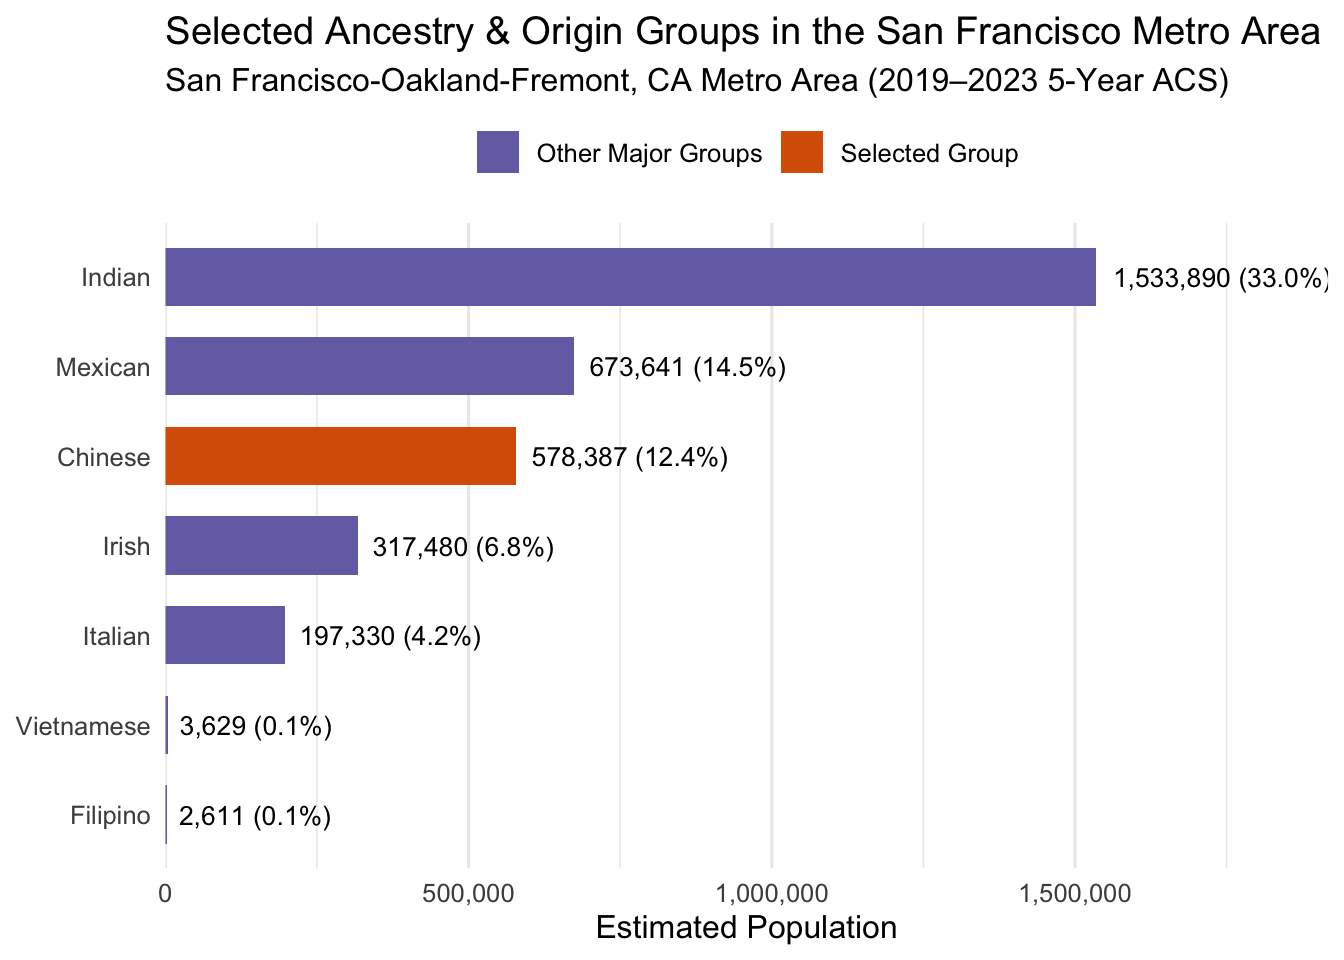 Selected Ancestry & Origin Groups in the San Francisco Metro Area
San Francisco-Oakland-Fremont, CA Metro Area (2019–2023 5-Year ACS)
Other Major Groups
Selected Group
Indian 1,533,890 (33.0%)
Mexican 673,641 (14.5%)
Chinese 578,387 (12.4%)
Irish 317,480 (6.8%)
Italian 197,330 (4.2%)
Vietnamese 3,629 (0.1%)
Filipino 2,611 (0.1%)
0 500,000 1,000,000 1,500,000
Estimated Population